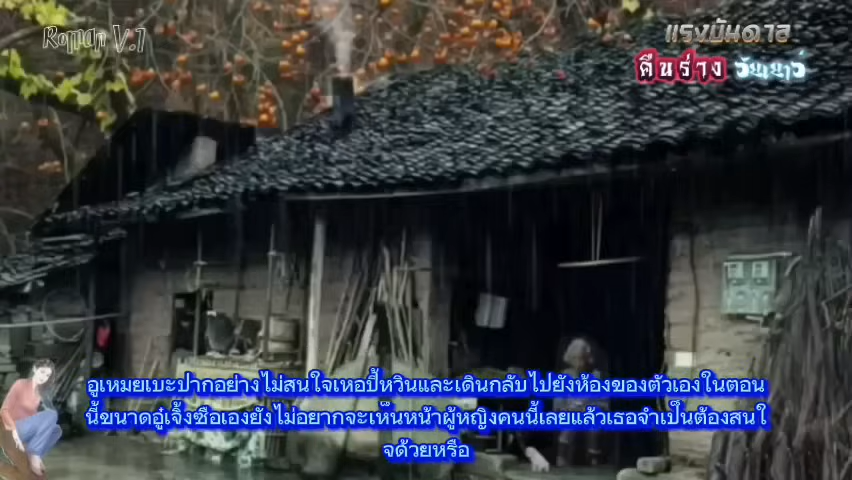 Roman V.1
แรงบันดาล
คืนร่าง วัยเยาว์
อูเหมยเบะปากอย่างไม่สนใจเหอปี้หวินและเดินกลับไปยังห้องของตัวเองในตอน
นี้ขนาดอู๋เจิ้งซือเองยังไม่อยากจะเห็นหน้าผู้หญิงคนนี้เลยแล้วเธอจำเป็นต้องสนใ
จด้วยหรือ